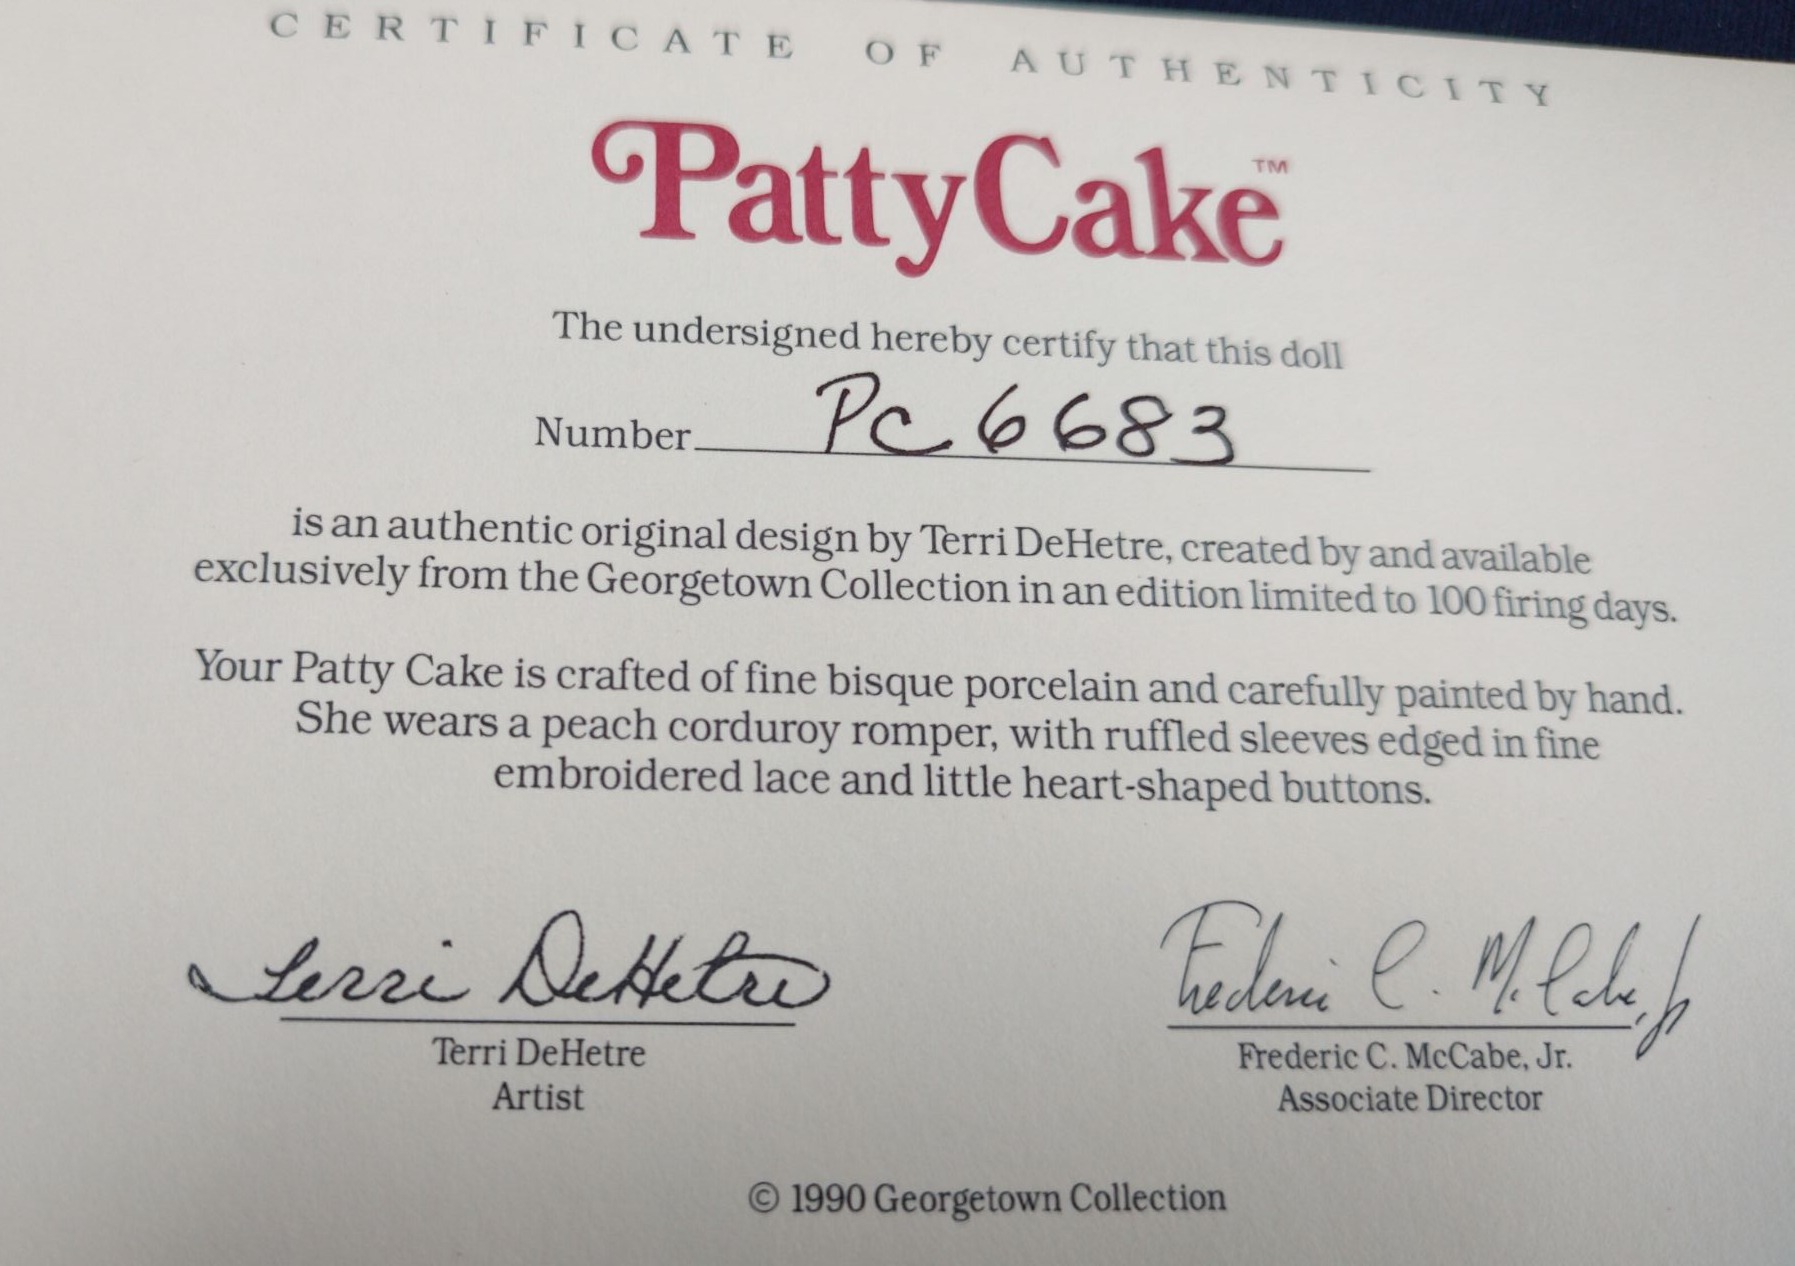 CERTIFICATE OF AUTHENTICITY
PattyCake™
The undersigned hereby certify that this doll
Number PC 6683
is an authentic original design by Terri DeHetre, created by and available
exclusively from the Georgetown Collection in an edition limited to 100 firing days.
Your Patty Cake is crafted of fine bisque porcelain and carefully painted by hand.
She wears a peach corduroy romper, with ruffled sleeves edged in fine
embroidered lace and little heart-shaped buttons.
Terri DeHetre Frederic C. McCabe, Jr
Terri DeHetre Frederic C. McCabe, Jr.
Artist Associate Director
© 1990 Georgetown Collection